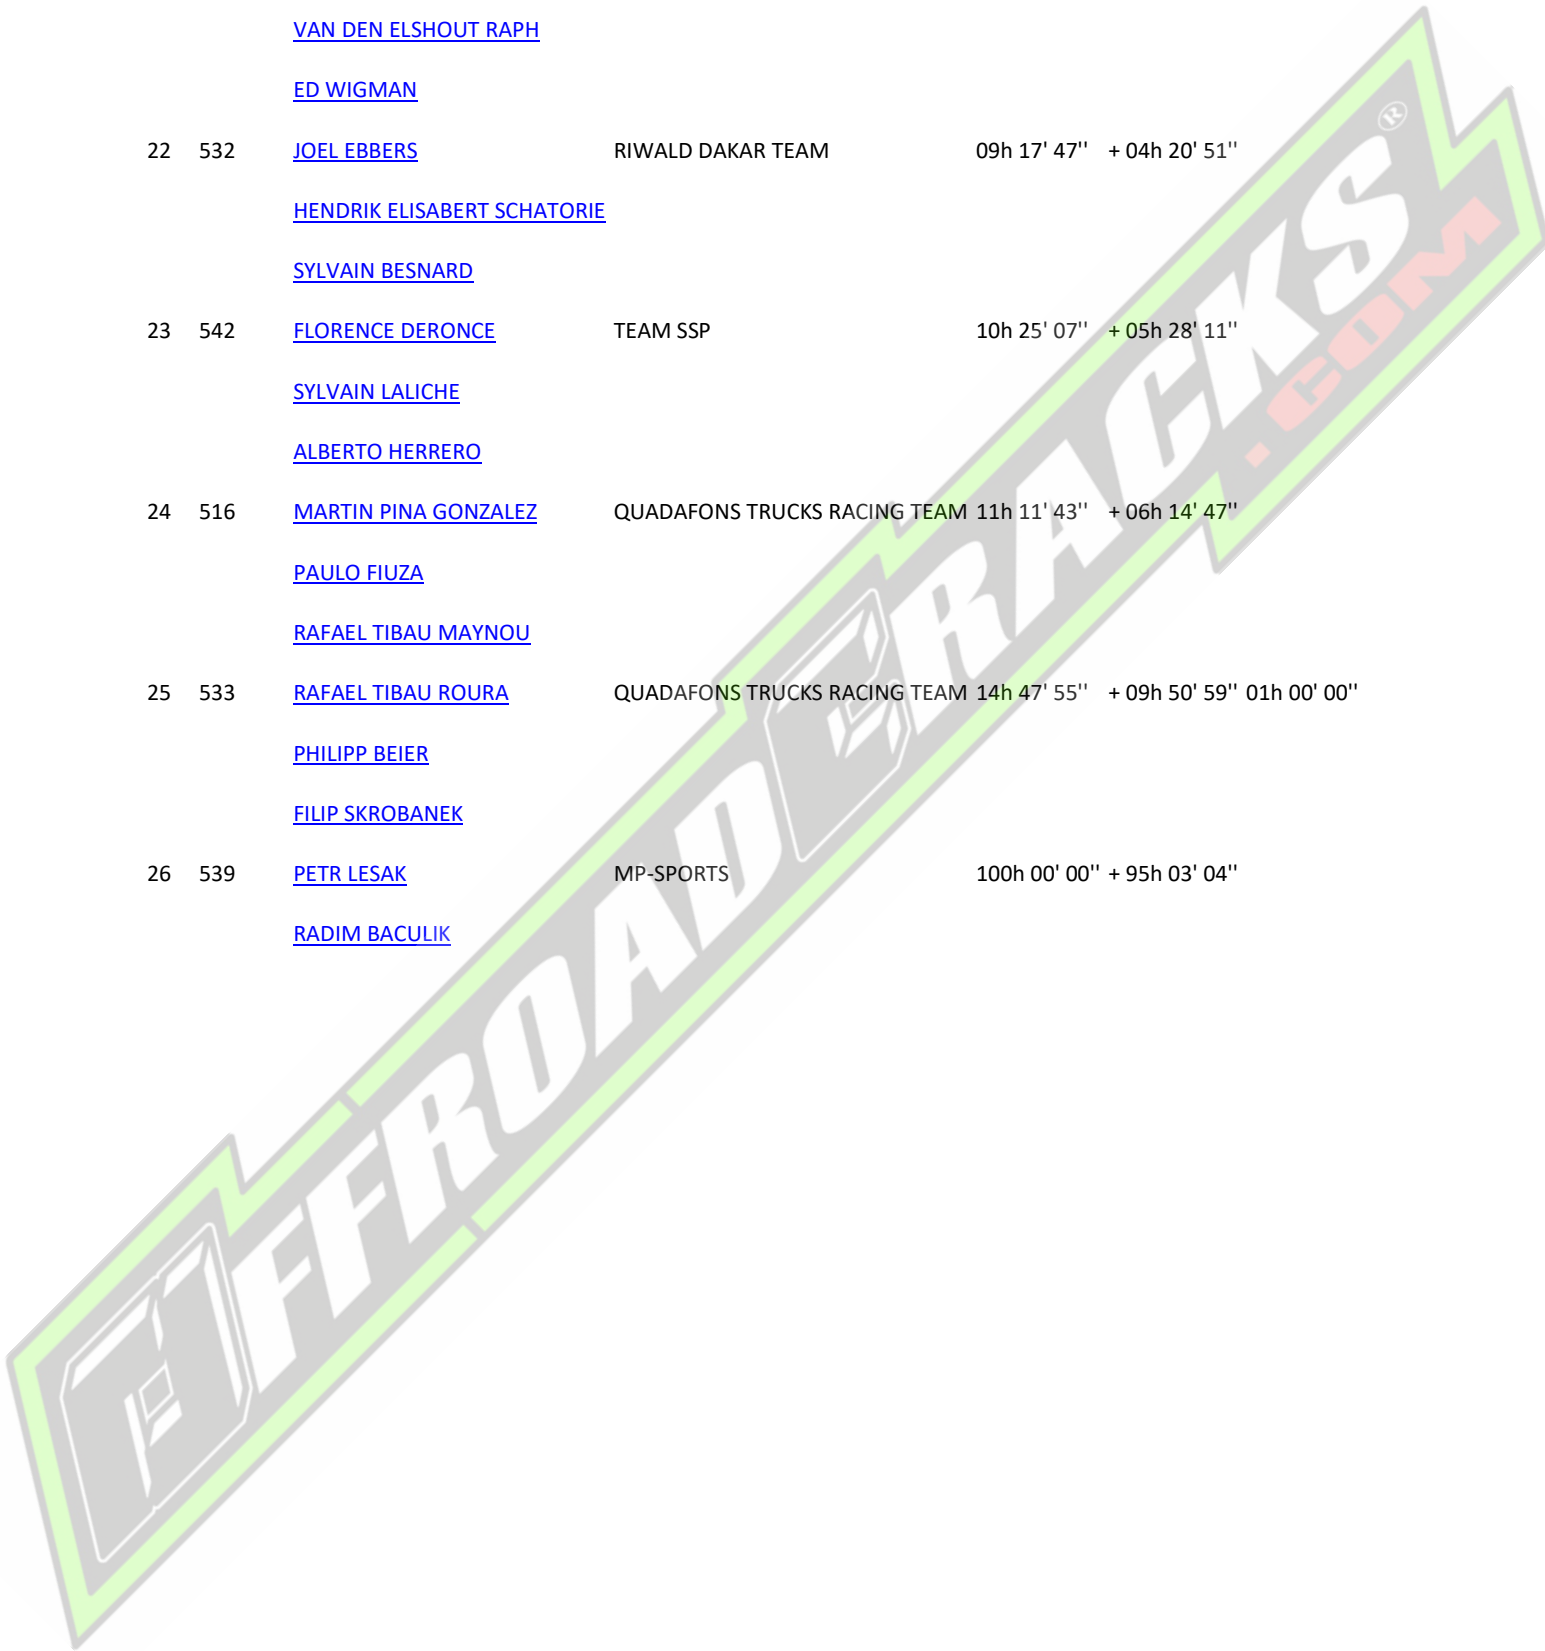 VAN DEN ELSHOUT RAPH
ED WIGMAN
22 532 JOEL EBBERS RIWALD DAKAR TEAM 09h 17' 47'' + 04h 20' 51''
HENDRIK ELISABERT SCHATORIE
SYLVAIN BESNARD
23 542 FLORENCE DERONCE TEAM SSP 10h 25' 07'' + 05h 28' 11''
SYLVAIN LALICHE
ALBERTO HERRERO
24 516 MARTIN PINA GONZALEZ QUADAFONS TRUCKS RACING TEAM 11h 11' 43'' + 06h 14' 47''
PAULO FIUZA
RAFAEL TIBAU MAYNOU
25 533 RAFAEL TIBAU ROURA QUADAFONS TRUCKS RACING TEAM 14h 47' 55'' + 09h 50' 59'' 01h 00' 00''
PHILIPP BEIER
FILIP SKROBANEK
26 539 PETR LESAK MP-SPORTS 100h 00' 00'' + 95h 03' 04''
RADIM BACULIK
OFFROADCRACKS®
.COM